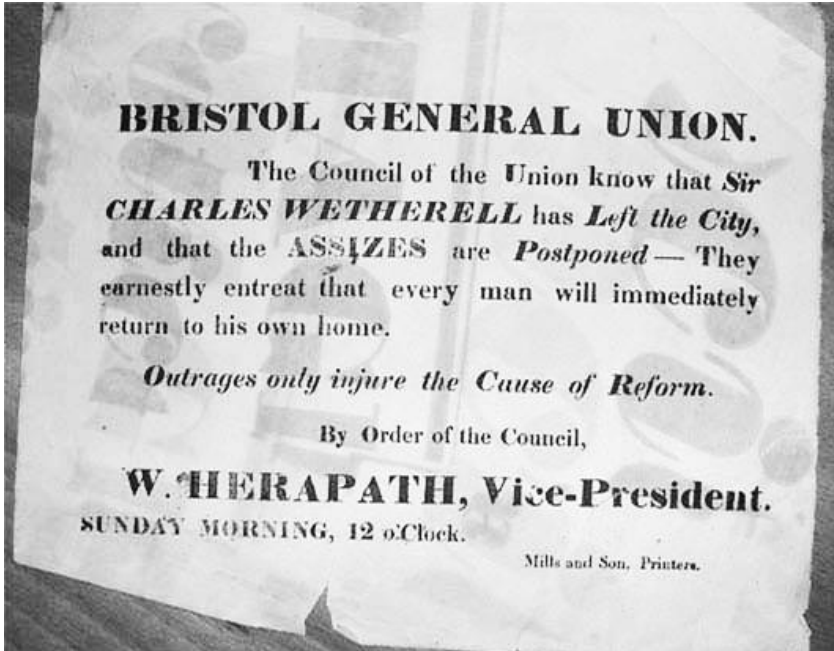 BRISTOL GENERAL UNION.
The Council of the Union know that Sir
CHARLES WETHERELL has Left the City,
and that the ASSIZES are Postponed — They
earnestly entreat that every man will immediately
return to his own home.
Outrages only injure the Cause of Reform.
By Order of the Council,
W. HERAPATH, Vice-President.
SUNDAY MORNING, 12 o'Clock.
Mills and Son, Printers.